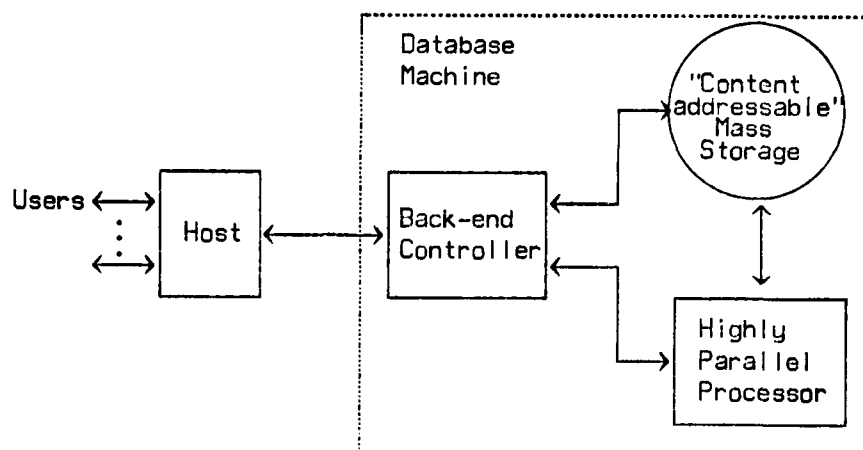 Database
Machine
"Content
addressable"
Mass
Storage
Users
Host
Back-end
Controller
Highly
Parallel
Processor